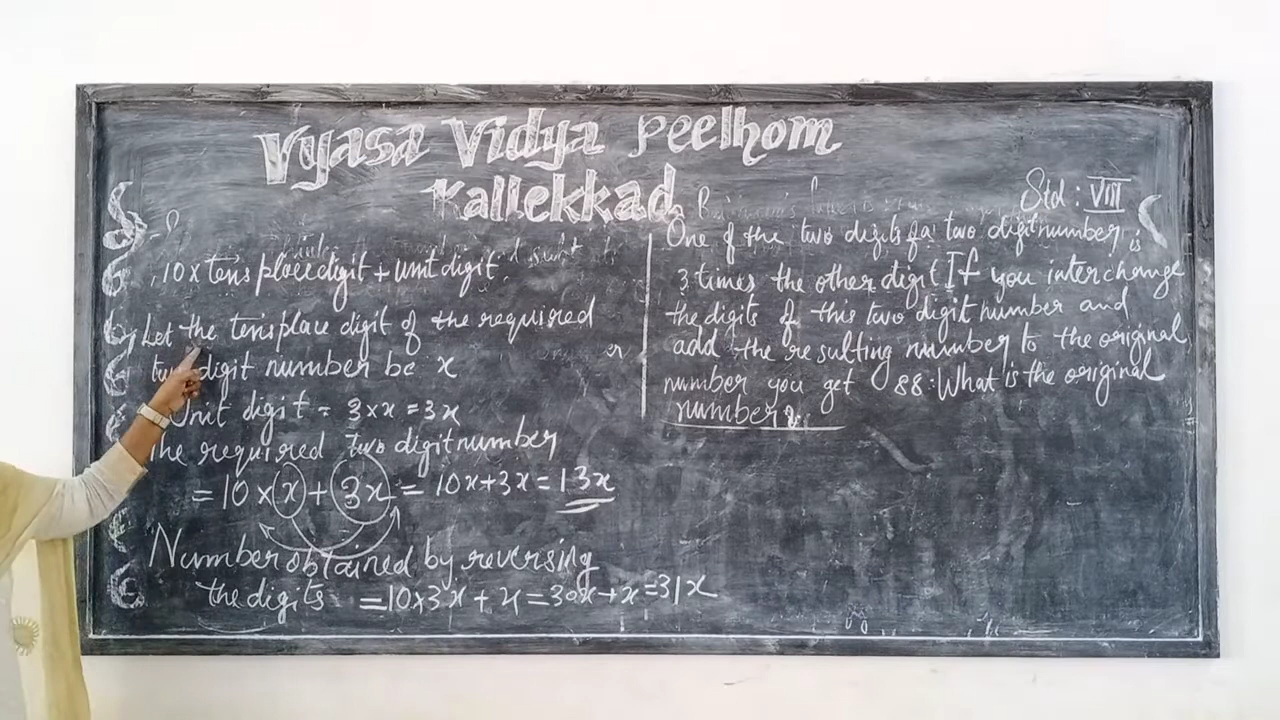 Vyasa Vidya Peelhom
Kallekkad.
10 x tens place digit + unit digit.
Let the tens place digit of the required
two digit number be x
Unit digit = 3 x x = 3x
The required two digit number
= 10 x x + 3x = 10x + 3x = 13x
Number obtained by reversing
the digits = 10 x 3x + x = 30x + x = 31x
Std : VIII
One of the two digits of a two digit number is
3 times the other digit. If you interchange
the digits of this two digit number and
add the resulting number to the original
number you get 88. What is the original
number?